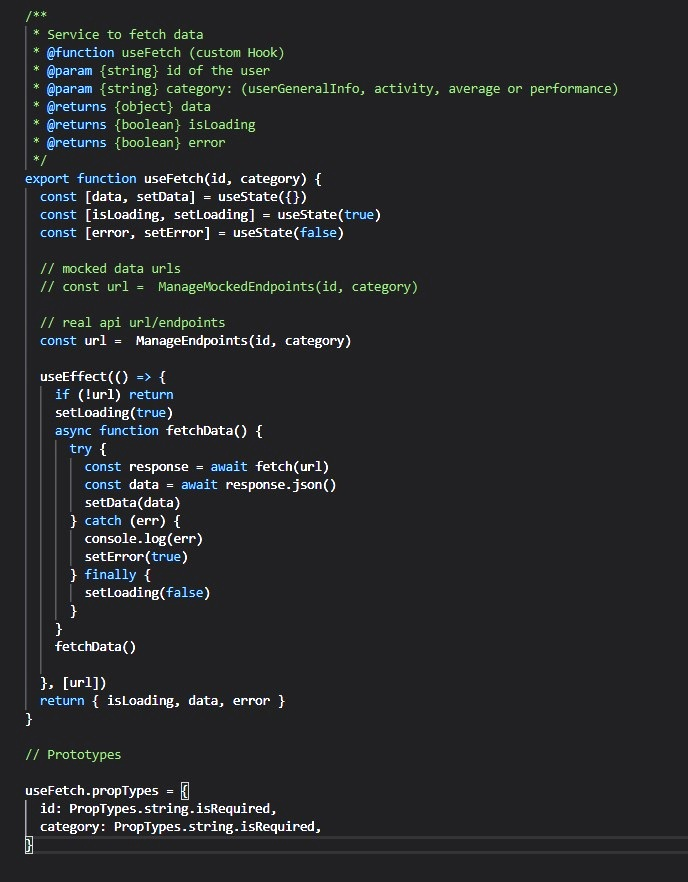 /**
 * Service to fetch data
 * @function useFetch (custom Hook)
 * @param {string} id of the user
 * @param {string} category: (userGeneralInfo, activity, average or performance)
 * @returns {object} data
 * @returns {boolean} isLoading
 * @returns {boolean} error
 */
export function useFetch(id, category) {
  const [data, setData] = useState({})
  const [isLoading, setLoading] = useState(true)
  const [error, setError] = useState(false)

  // mocked data urls
  // const url =  ManageMockedEndpoints(id, category)

  // real api url/endpoints
  const url =  ManageEndpoints(id, category)

  useEffect(() => {
    if (!url) return
    setLoading(true)
    async function fetchData() {
      try {
        const response = await fetch(url)
        const data = await response.json()
        setData(data)
      } catch (err) {
        console.log(err)
        setError(true)
      } finally {
        setLoading(false)
      }
    }
    fetchData()

  }, [url])
  return { isLoading, data, error }
}

// Prototypes

useFetch.propTypes = {
  id: PropTypes.string.isRequired,
  category: PropTypes.string.isRequired,
}